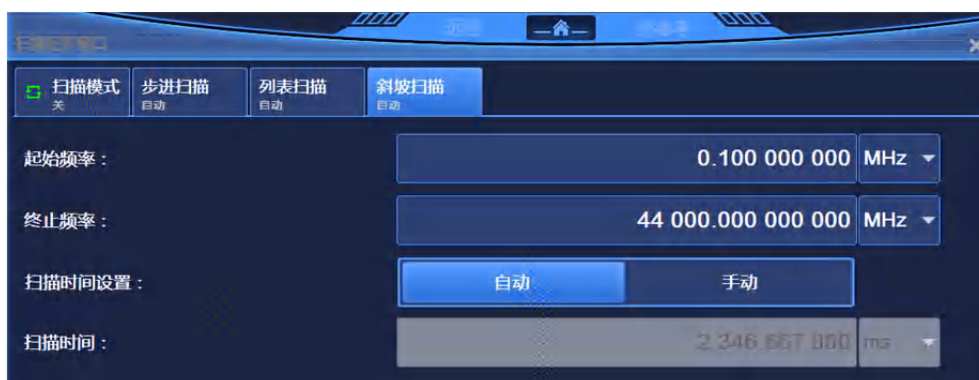 扫描模式 步进扫描 列表扫描 斜坡扫描
关 自动 自动 自动
起始频率： 0.100 000 000 MHz
终止频率： 44 000.000 000 000 MHz
扫描时间设置： 自动 手动
扫描时间： ms